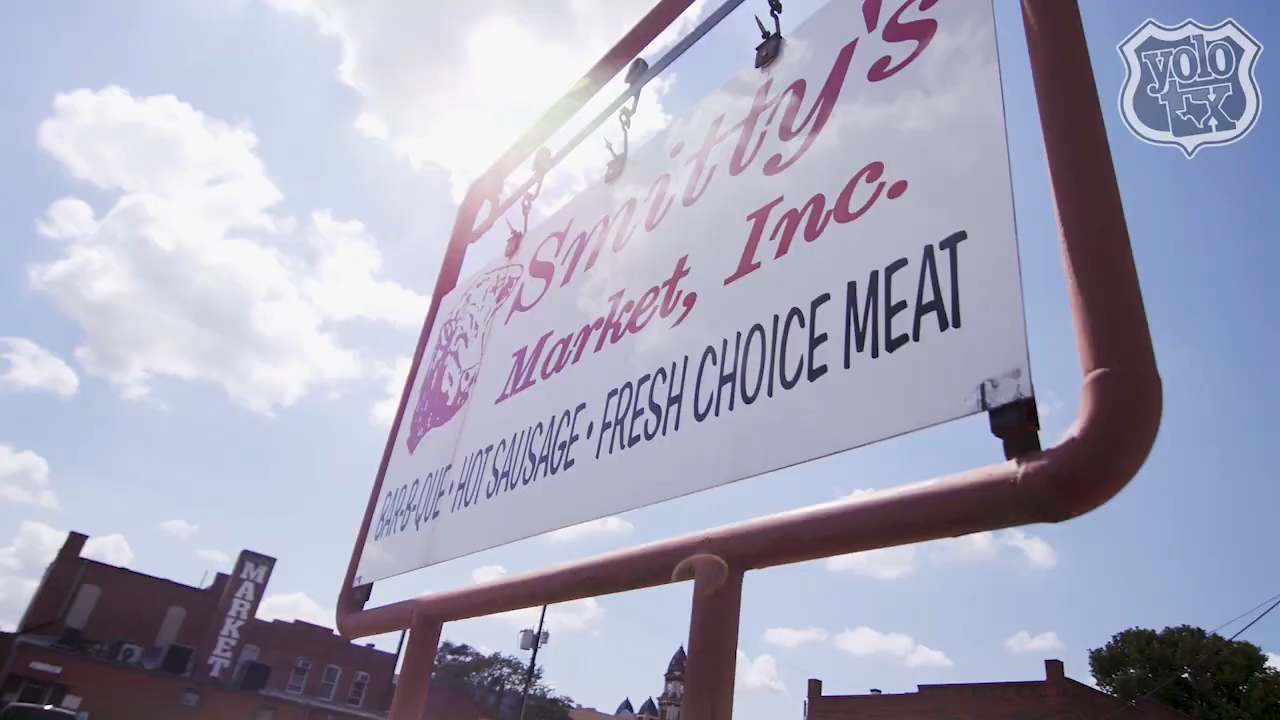 yolo
tx
Smitty's
Market, Inc.
BAR-B-QUE • HOT SAUSAGE • FRESH CHOICE MEAT
MARKET